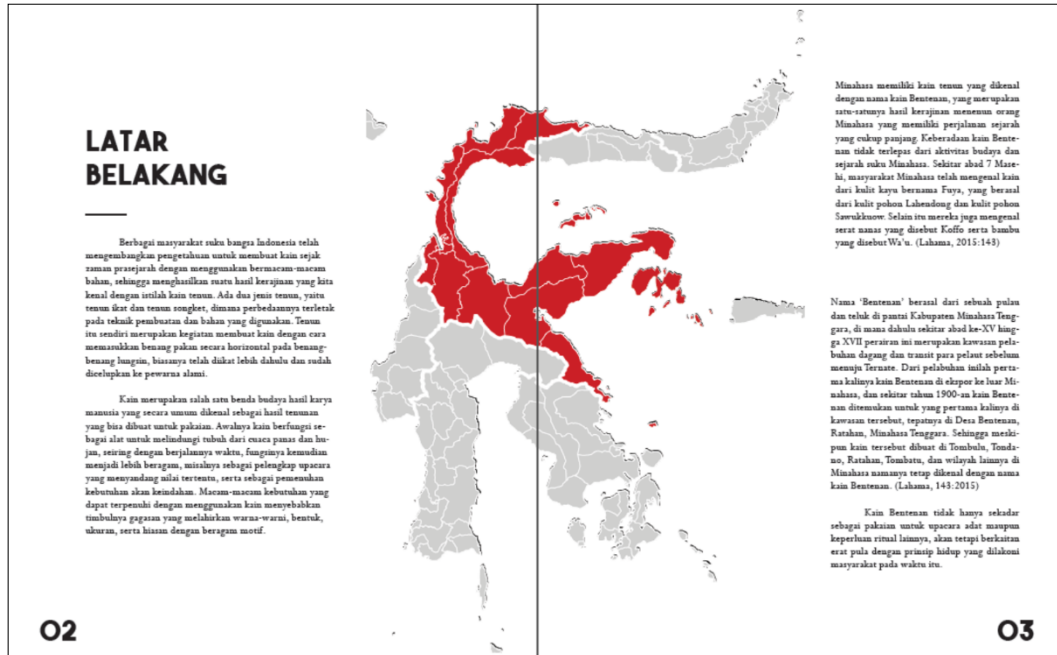 LATAR
BELAKANG
Berbagai masyarakat suku bangsa Indonesia telah
mengembangkan pengetahuan untuk membuat kain sejak
zaman prasejarah dengan menggunakan bermacam-macam
bahan, sehingga menghasilkan suatu hasil kerajinan yang kita
kenal dengan istilah kain tenun. Ada dua jenis tenun, yaitu
tenun ikat dan tenun songket, dimana perbedaannya terletak
pada teknik pembuatan dan bahan yang digunakan. Tenun
itu sendiri merupakan kegiatan membuat kain dengan cara
memasukkan benang pakan secara horizontal pada benang-
benang lungsin, biasanya telah diikat lebih dahulu dan sudah
dicelupkan ke pewarna alami.
Kain merupakan salah satu benda budaya hasil karya
manusia yang secara umum dikenal sebagai hasil tenunan
yang bisa dibuat untuk pakaian. Awalnya kain berfungsi se-
bagai alat untuk melindungi tubuh dari cuaca panas dan hu-
jan, seiring dengan berjalannya waktu, fungsinya kemudian
menjadi lebih beragam, misalnya sebagai pelengkap upacara
yang menyandang nilai tertentu, serta sebagai pemenuhan
kebutuhan akan keindahan. Macam-macam kebutuhan yang
dapat terpenuhi dengan menggunakan kain menyebabkan
timbulnya gagasan yang melahirkan warna-warni, bentuk,
ukuran, serta hiasan dengan beragam motif.
02
Minahasa memiliki kain tenun yang dikenal
dengan nama kain Bentenan, yang merupakan
satu-satunya hasil kerajinan menenun orang
Minahasa yang memiliki perjalanan sejarah
yang cukup panjang. Keberadaan kain Bente-
nan tidak terlepas dari aktivitas budaya dan
sejarah suku Minahasa. Sekitar abad 7 Mase-
hi, masyarakat Minahasa telah mengenal kain
dari kulit kayu bernama Fuya, yang berasal
dari kulit pohon Lahendong dan kulit pohon
Sawukkuow. Selain itu mereka juga mengenal
serat nanas yang disebut Koffo serta bambu
yang disebut Wa'u. (Lahama, 2015:143)
Nama ‘Bentenan’ berasal dari sebuah pulau
dan teluk di pantai Kabupaten Minahasa Teng-
gara, di mana dahulu sekitar abad ke-XV hing-
ga XVII perairan ini merupakan kawasan pela-
buhan dagang dan transit para pelaut sebelum
menuju Ternate. Dari pelabuhan inilah perta-
ma kalinya kain Bentenan di ekspor ke luar Mi-
nahasa, dan sekitar tahun 1900-an kain Bente-
nan ditemukan untuk yang pertama kalinya di
kawasan tersebut, tepatnya di Desa Bentenan,
Ratahan, Minahasa Tenggara. Sehingga meski-
pun kain tersebut dibuat di Tombulu, Tonda-
no, Ratahan, Tombatu, dan wilayah lainnya di
Minahasa namanya tetap dikenal dengan nama
kain Bentenan. (Lahama, 143:2015)
Kain Bentenan tidak hanya sekadar
sebagai pakaian untuk upacara adat maupun
keperluan ritual lainnya, akan tetapi berkaitan
erat pula dengan prinsip hidup yang dilakoni
masyarakat pada waktu itu.
03